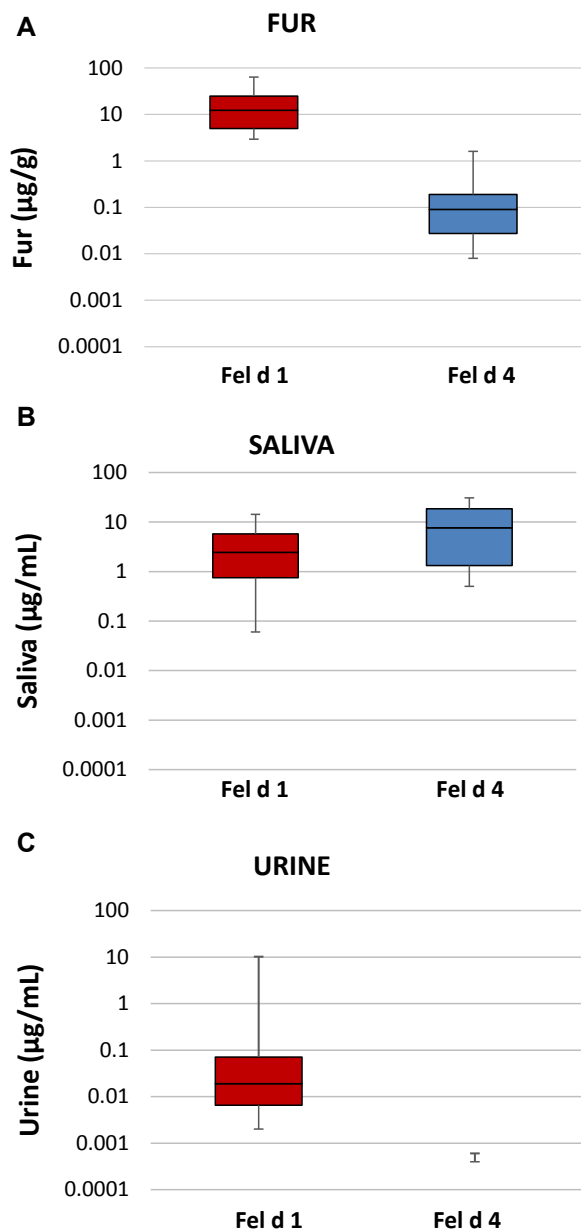 A
FUR
Fur (µg/g)
100
10
1
0.1
0.01
0.001
0.0001
Fel d 1 Fel d 4
B
SALIVA
Saliva (µg/mL)
100
10
1
0.1
0.01
0.001
0.0001
Fel d 1 Fel d 4
C
URINE
Urine (µg/mL)
100
10
1
0.1
0.01
0.001
0.0001
Fel d 1 Fel d 4